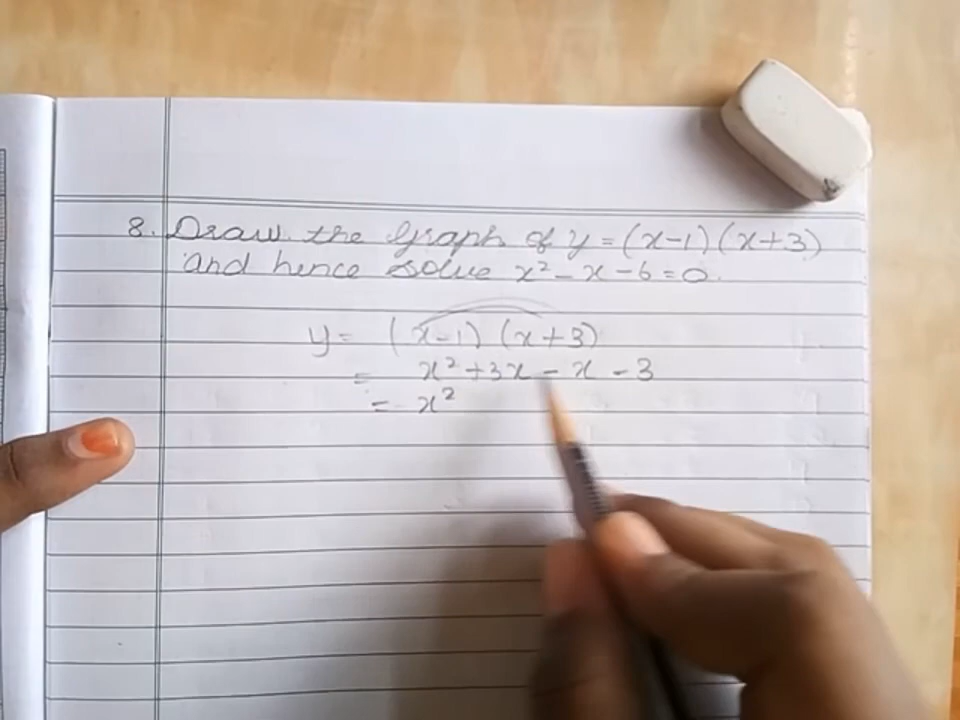 8. Draw the Graph of y = (x-1) (x+3)
and hence solve x² - x - 6 = 0.
y = (x-1) (x+3)
= x² + 3x - x - 3
= x²